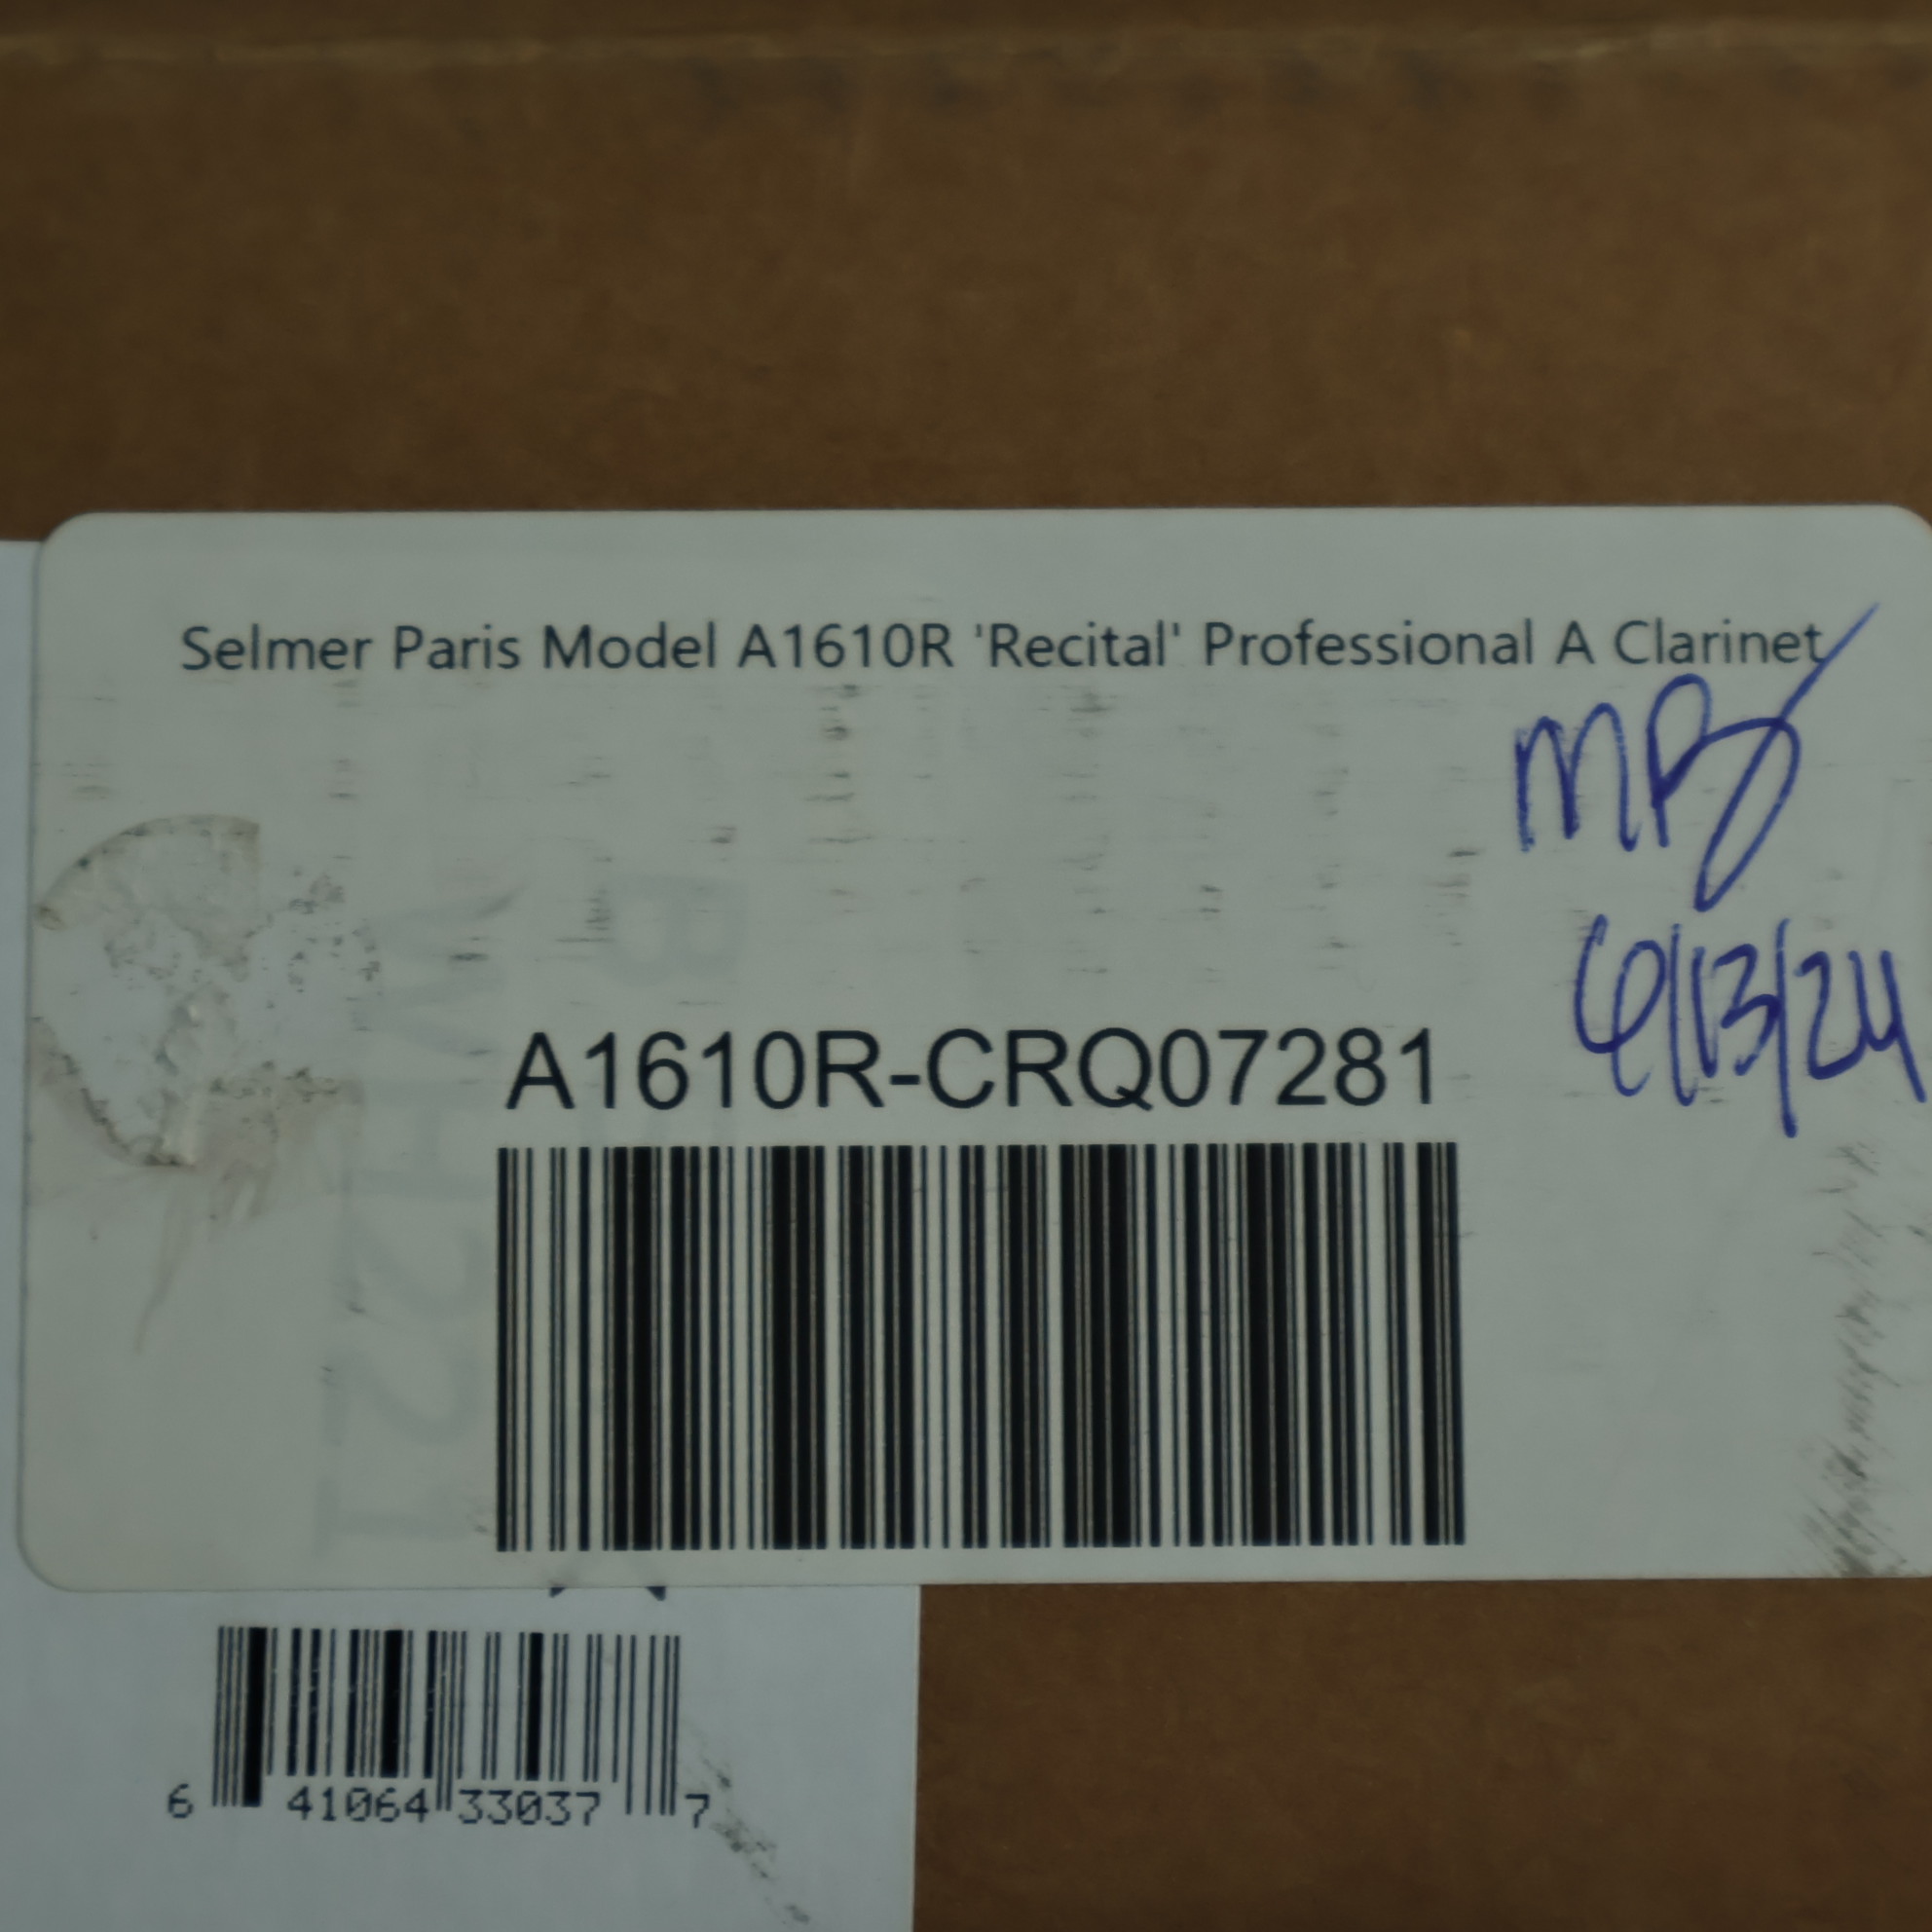 Selmer Paris Model A1610R 'Recital' Professional A Clarinet
MB
6/13/24
A1610R-CRQ07281
6 41064 33037 7